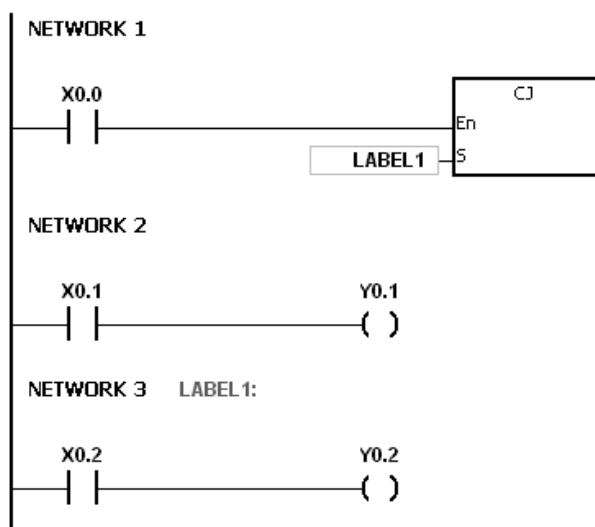 NETWORK 1
X0.0
CJ
En
LABEL1 S
NETWORK 2
X0.1 Y0.1
NETWORK 3 LABEL1:
X0.2 Y0.2